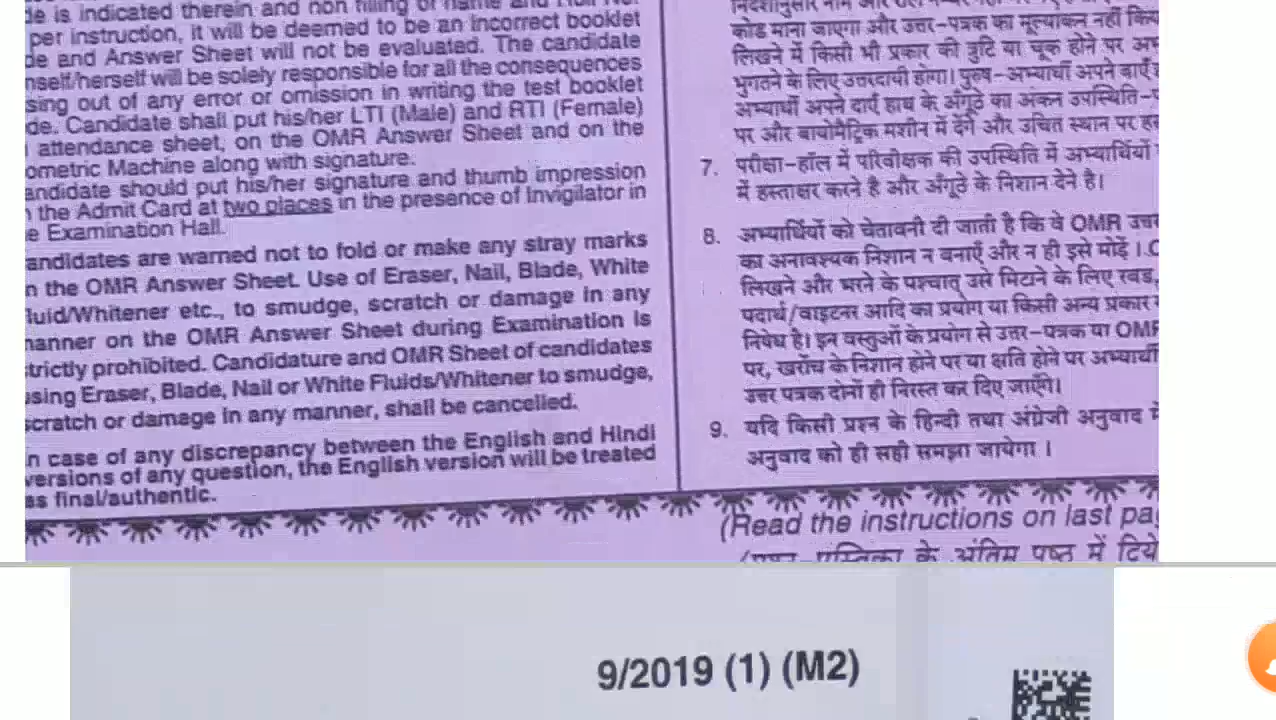 de is indicated therein and non filling of name and Roll No.
per instruction, it will be deemed to be an incorrect booklet
de and Answer Sheet will not be evaluated. The candidate
nself/herself will be solely responsible for all the consequences
sing out of any error or omission in writing the test booklet
de. Candidate shall put his/her LTI (Male) and RTI (Female)
attendance sheet, on the OMR Answer Sheet and on the
ometric Machine along with signature.
andidate should put his/her signature and thumb impression
the Admit Card at two places in the presence of Invigilator in
e Examination Hall.
andidates are warned not to fold or make any stray marks
n the OMR Answer Sheet. Use of Eraser, Nail, Blade, White
luid/Whitener etc., to smudge, scratch or damage in any
anner on the OMR Answer Sheet during Examination is
trictly prohibited. Candidature and OMR Sheet of candidates
using Eraser, Blade, Nail or White Fluids/Whitener to smudge,
scratch or damage in any manner, shall be cancelled.
n case of any discrepancy between the English and Hindi
versions of any question, the English version will be treated
as final/authentic.
कोड माना जाएगा और उत्तर-पत्रक का मूल्यांकन नहीं किय
लिखने में किसी भी प्रकार की त्रुटि या चूक होने पर अभ
भुगतने के लिए उत्तरदायी होगा। पुरुष-अभ्यार्थी अपने बाएँ
अभ्यार्थी अपने दाएँ हाथ के अँगूठे का अंकन उपस्थिति-प
पर और बायोमैट्रिक मशीन में देंगे और उचित स्थान पर हस
7. परीक्षा-हॉल में परिवीक्षक की उपस्थिति में अभ्यार्थियों
में हस्ताक्षर करने है और अँगूठे के निशान देने है।
8. अभ्यार्थियों को चेतावनी दी जाती है कि वे OMR उत्तर
का अनावश्यक निशान न बनाएँ और न ही इसे मोड़ें।
लिखने और भरने के पश्चात् उसे मिटाने के लिए रबड़,
पदार्थ/वाइटनर आदि का प्रयोग या किसी अन्य प्रकार
निषेध है। इन वस्तुओं के प्रयोग से उत्तर-पत्रक या OMR
पर, खरोंच के निशान होने पर या क्षति होने पर अभ्यार्थी
उत्तर पत्रक दोनों ही निरस्त कर दिए जाएँगे।
9. यदि किसी प्रश्न के हिन्दी तथा अंग्रेजी अनुवाद में
अनुवाद को ही सही समझा जायेगा ।
(Read the instructions on last pa
के अंतिम पृष्ठ में दिये
9/2019 (1) (M2)